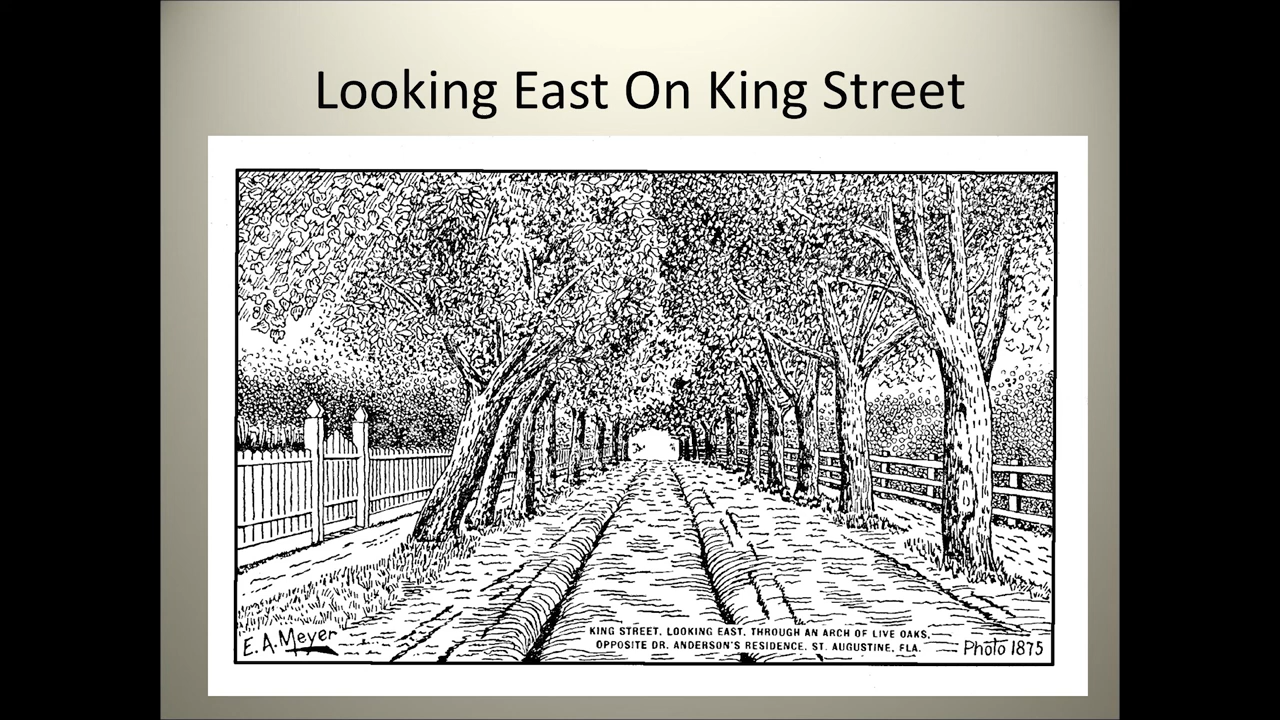 Looking East On King Street
KING STREET, LOOKING EAST, THROUGH AN ARCH OF LIVE OAKS,
OPPOSITE DR. ANDERSON'S RESIDENCE. ST. AUGUSTINE, FLA.
E.A. Meyer
Photo 1875